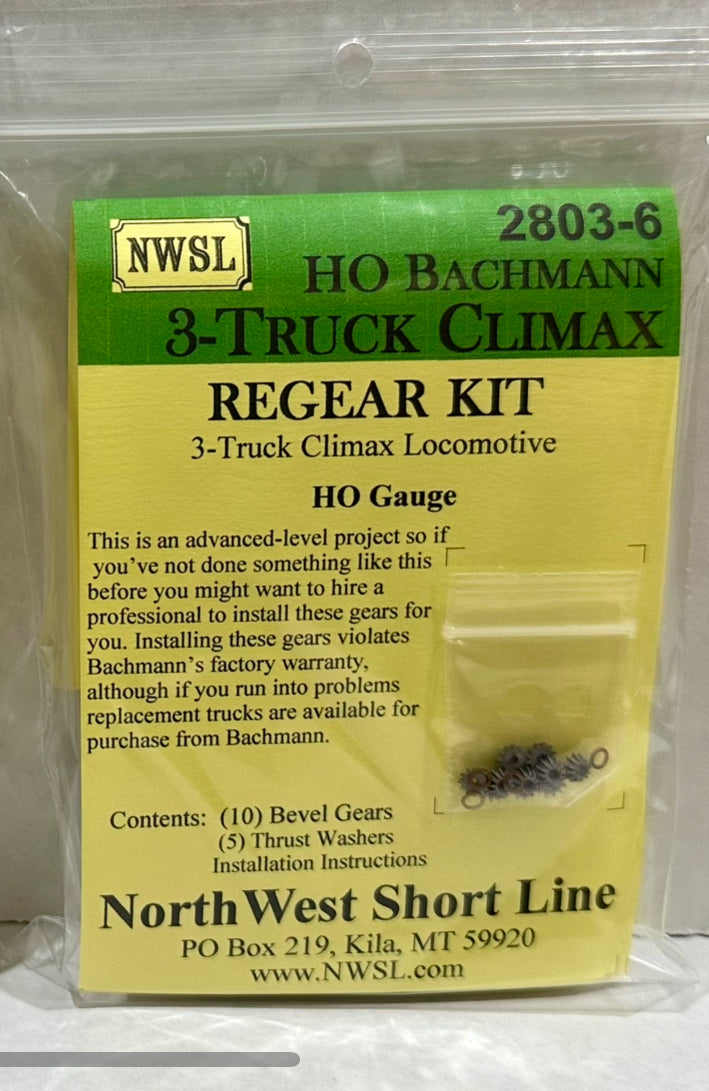 NWSL
2803-6
HO BACHMANN
3-TRUCK CLIMAX
REGEAR KIT
3-Truck Climax Locomotive
HO Gauge
This is an advanced-level project so if
you've not done something like this
before you might want to hire a
professional to install these gears for
you. Installing these gears violates
Bachmann's factory warranty,
although if you run into problems
replacement trucks are available for
purchase from Bachmann.
Contents: (10) Bevel Gears
(5) Thrust Washers
Installation Instructions
NorthWest Short Line
PO Box 219, Kila, MT 59920
www.NWSL.com